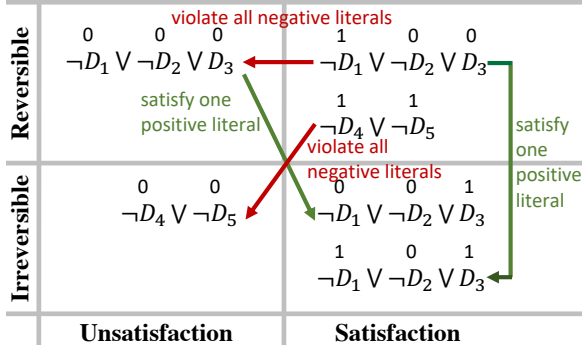 violate all negative literals
Reversible
0 0 0
¬D₁ ∨ ¬D₂ ∨ D₃
1 0 0
¬D₁ ∨ ¬D₂ ∨ D₃
satisfy one
positive literal
1 1
¬D₄ ∨ ¬D₅
violate all
negative literals
satisfy
one
positive
literal
Irreversible
0 0
¬D₄ ∨ ¬D₅
0 0 1
¬D₁ ∨ ¬D₂ ∨ D₃
1 0 1
¬D₁ ∨ ¬D₂ ∨ D₃
Unsatisfaction
Satisfaction